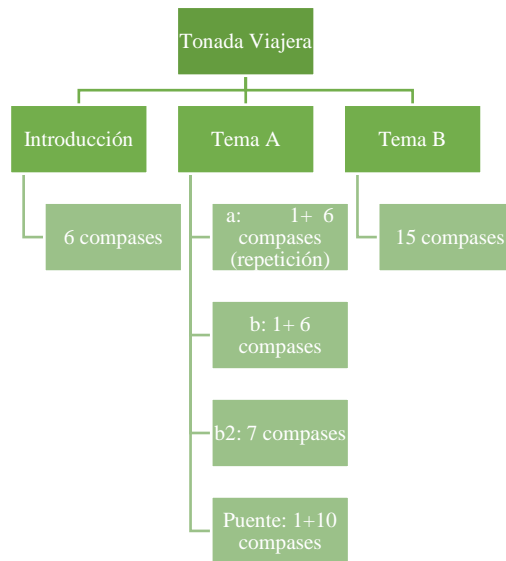 Tonada Viajera
Introducción
Tema A
Tema B
6 compases
a: 1+ 6
compases
(repetición)
15 compases
b: 1+ 6
compases
b2: 7 compases
Puente: 1+10
compases